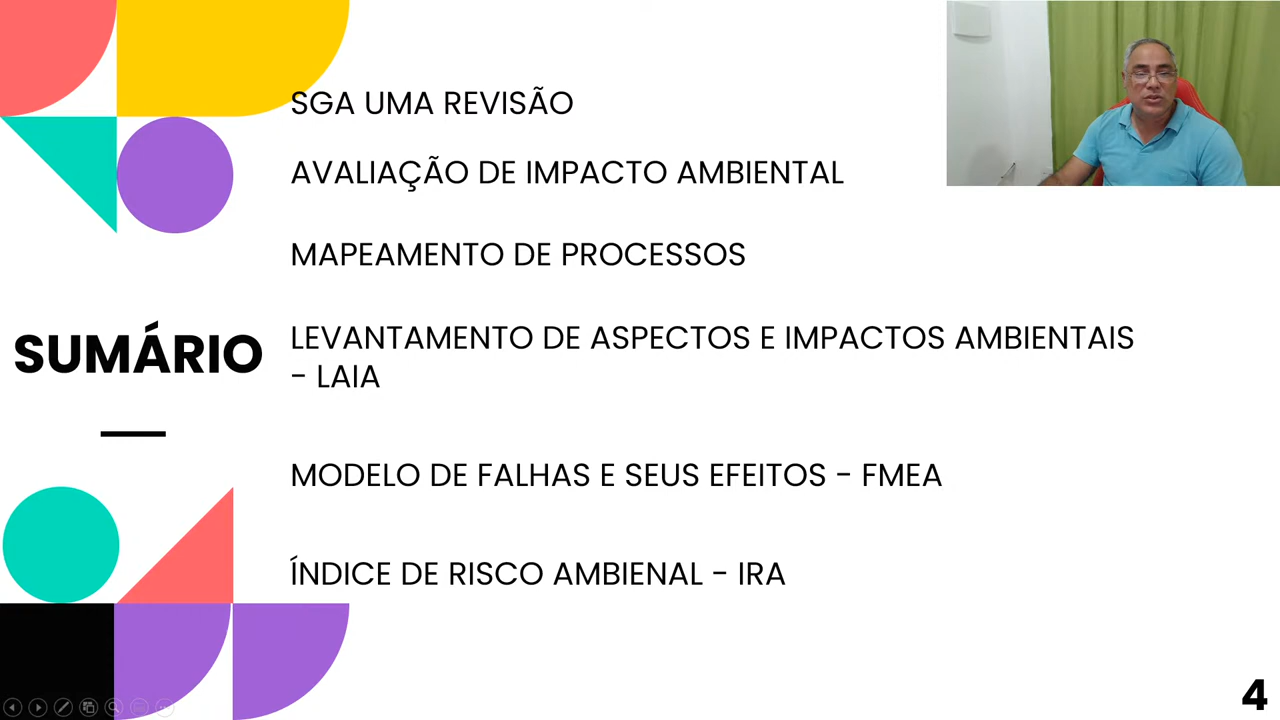 SGA UMA REVISÃO
AVALIAÇÃO DE IMPACTO AMBIENTAL
MAPEAMENTO DE PROCESSOS
SUMÁRIO
LEVANTAMENTO DE ASPECTOS E IMPACTOS AMBIENTAIS
- LAIA
MODELO DE FALHAS E SEUS EFEITOS - FMEA
ÍNDICE DE RISCO AMBIENAL - IRA
4